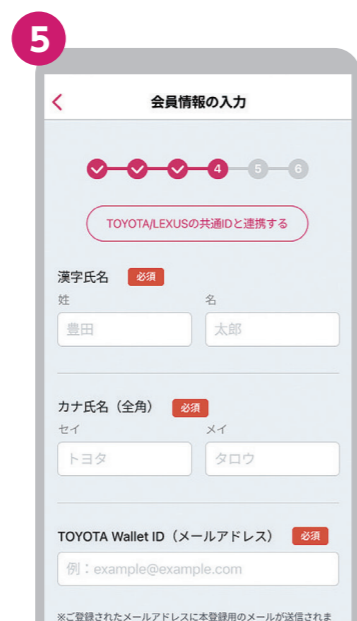 5
会員情報の入力
4 5 6
TOYOTA/LEXUSの共通IDと連携する
漢字氏名 必須
姓 名
豊田 太郎
カナ氏名（全角） 必須
セイ メイ
トヨタ タロウ
TOYOTA Wallet ID（メールアドレス） 必須
例：example@example.com
※ご登録されたメールアドレスに本登録用のメールが送信されま